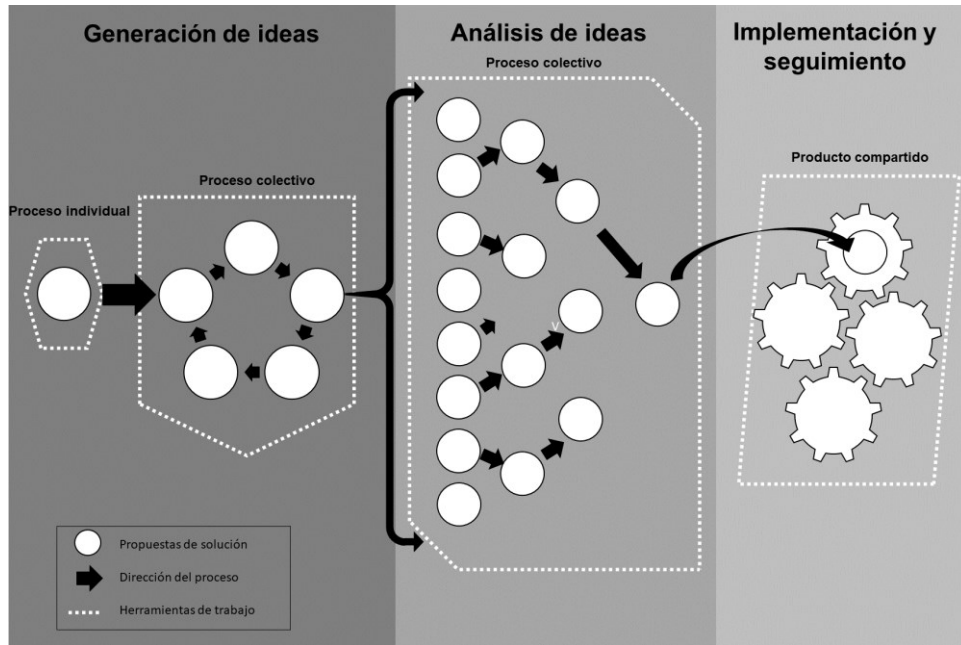 Generación de ideas
Análisis de ideas
Implementación y
seguimiento
Proceso colectivo
Producto compartido
Proceso colectivo
Proceso individual
V
Propuestas de solución
Dirección del proceso
Herramientas de trabajo